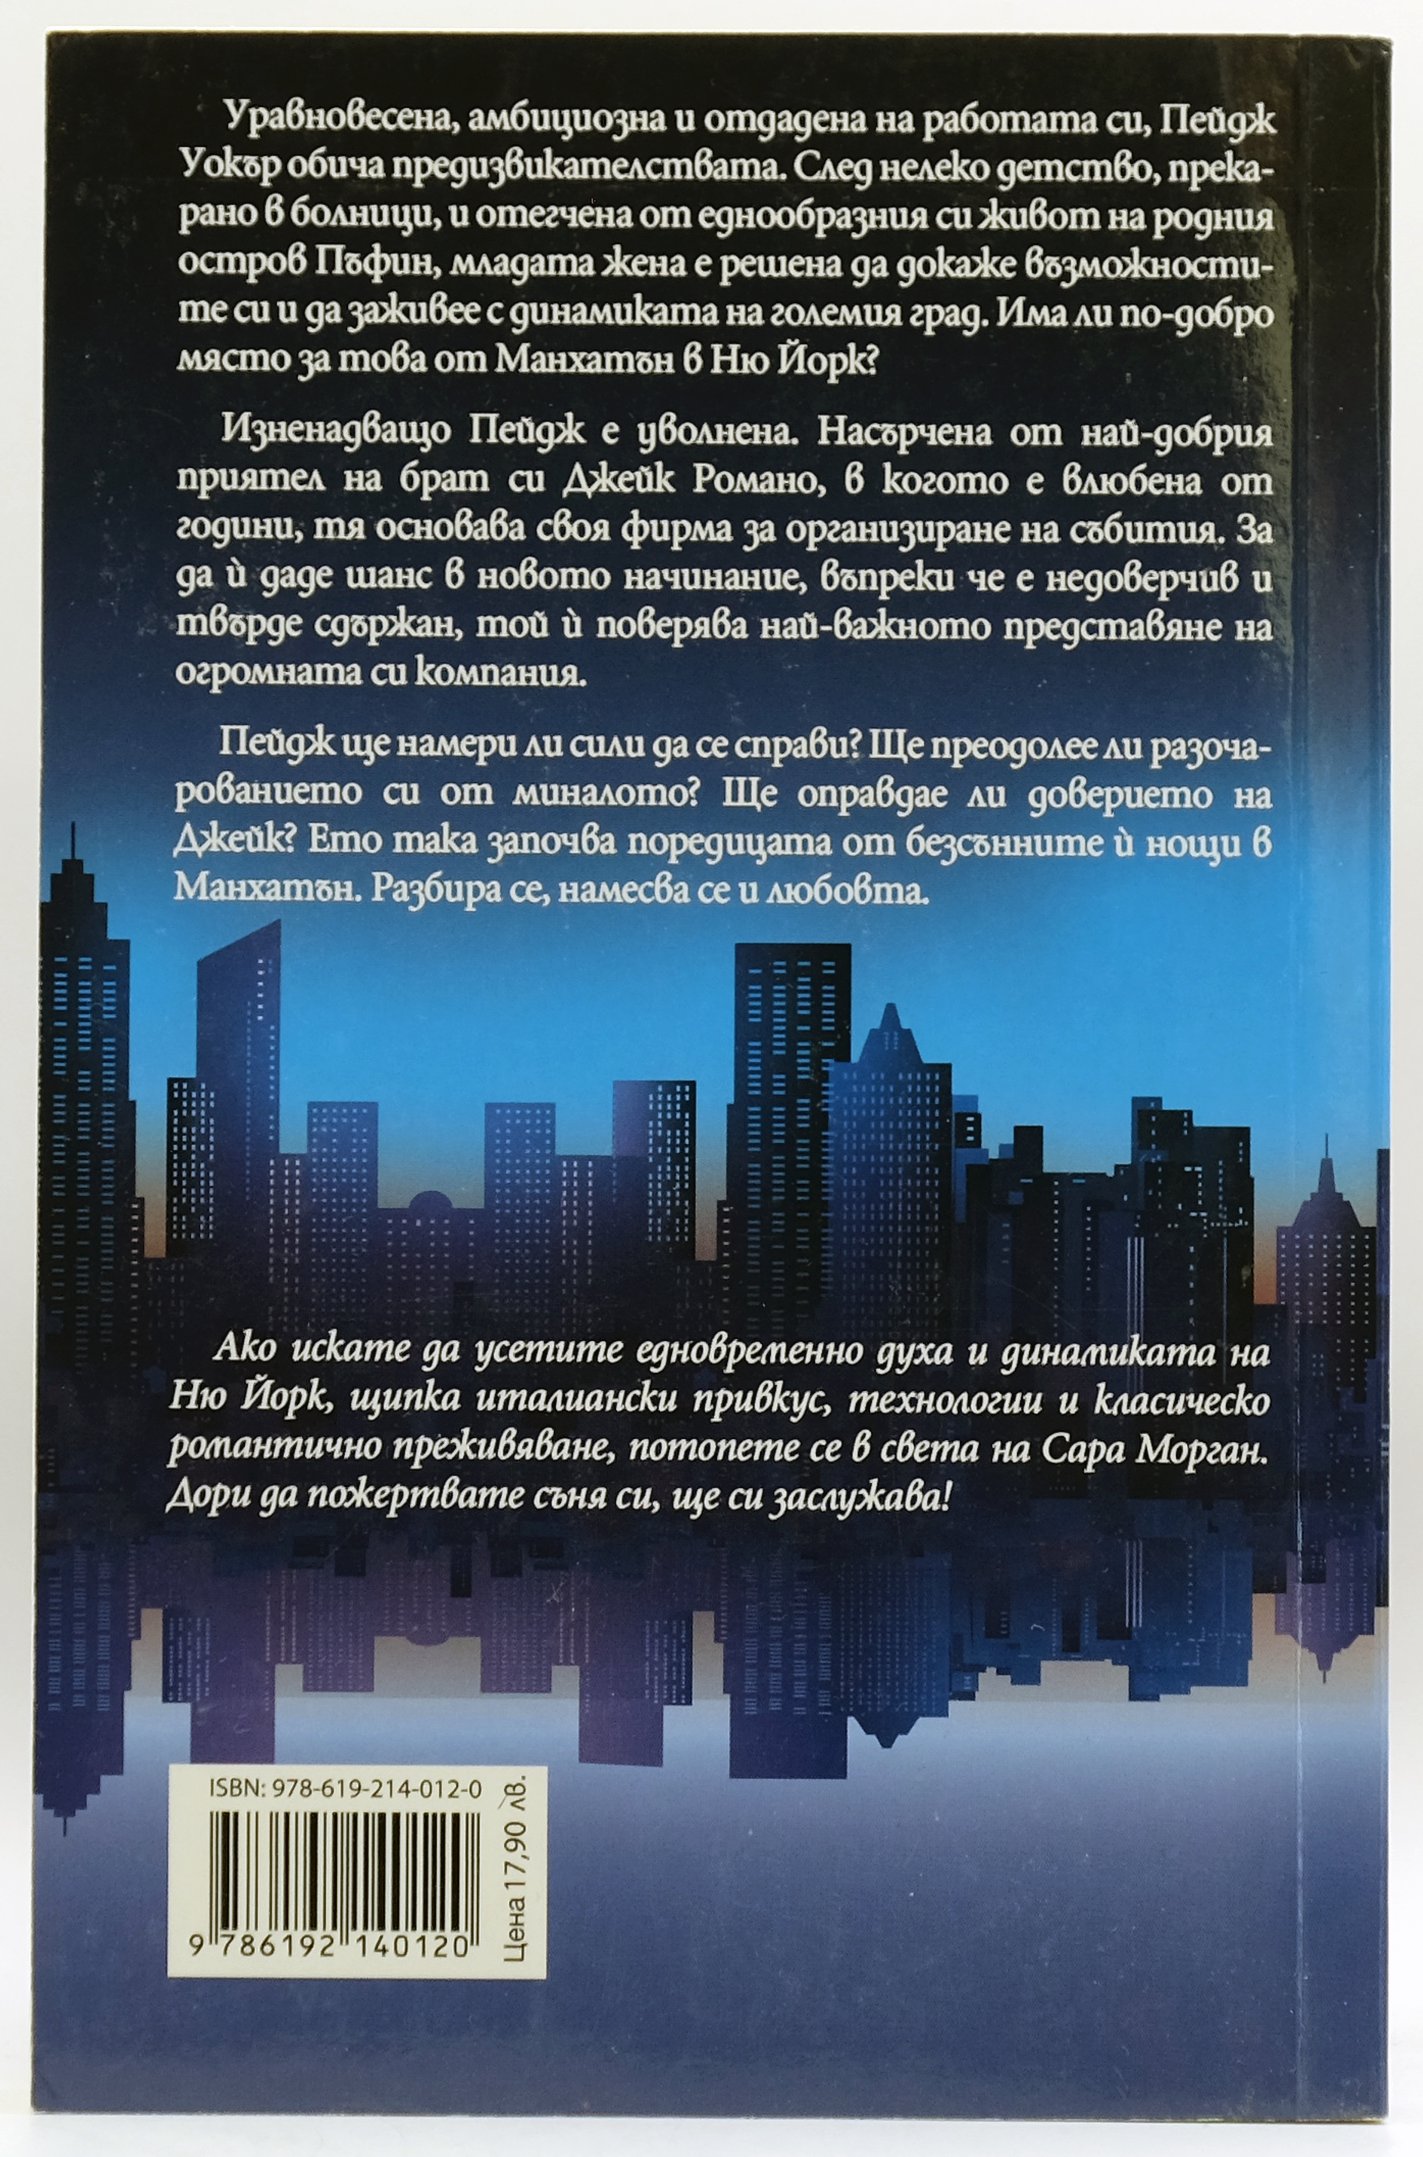 Уравновесена, амбициозна и отдадена на работата си, Пейдж
Уокър обича предизвикателствата. След нелеко детство, прека-
рано в болници, и отегчена от еднообразния си живот на родния
остров Пъфин, младата жена е решена да докаже възможности-
те си и да заживее с динамиката на големия град. Има ли по-добро
място за това от Манхатън в Ню Йорк?
Изненадващо Пейдж е уволнена. Насърчена от най-добрия
приятел на брат си Джейк Романо, в когото е влюбена от
години, тя основава своя фирма за организиране на събития. За
да ѝ даде шанс в новото начинание, въпреки че е недоверчив и
твърде сдържан, той ѝ поверява най-важното представяне на
огромната си компания.
Пейдж ще намери ли сили да се справи? Ще преодолее ли разоча-
рованието си от миналото? Ще оправдае ли доверието на
Джейк? Ето така започва поредицата от безсънните ѝ нощи в
Манхатън. Разбира се, намесва се и любовта.
Ако искате да усетите едновременно духа и динамиката на
Ню Йорк, щипка италиански привкус, технологии и класическо
романтично преживяване, потопете се в света на Сара Морган.
Дори да пожертвате съня си, ще си заслужава!
ISBN: 978-619-214-012-0
9 786192 140120
Цена 17,90 лв.